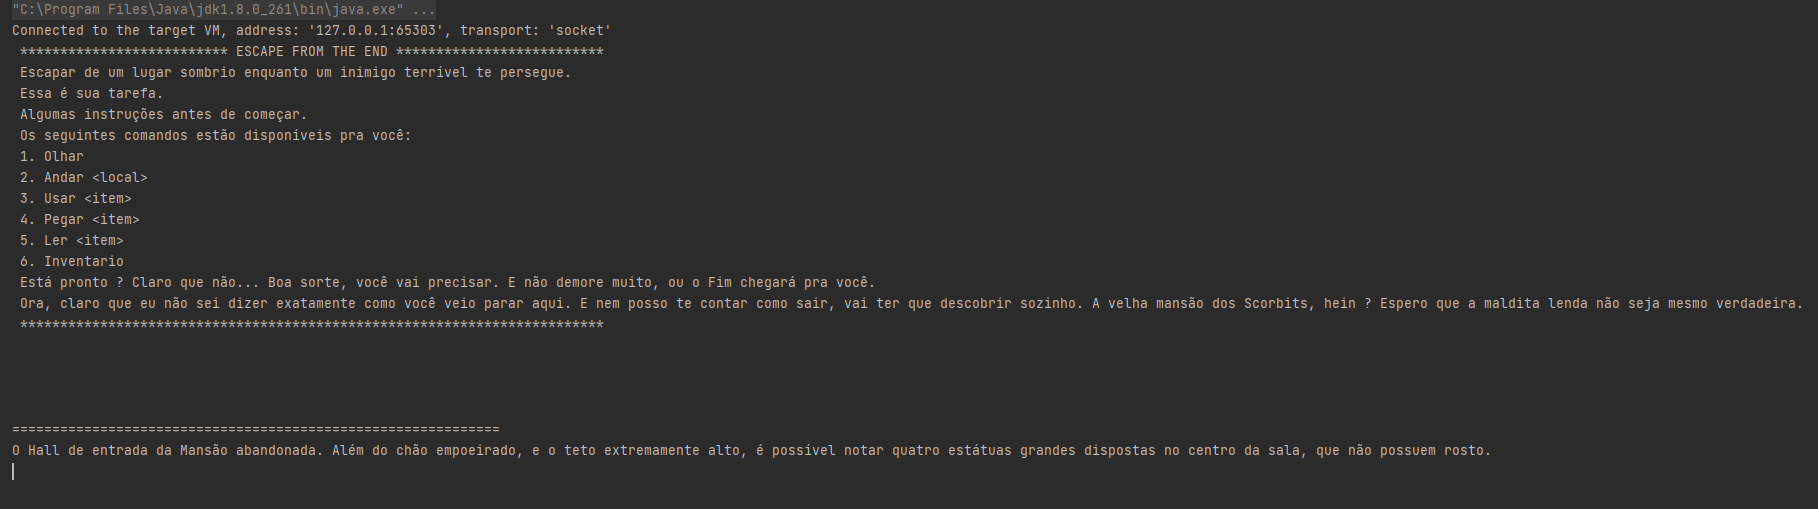 "C:\Program Files\Java\jdk1.8.0_261\bin\java.exe" ...
Connected to the target VM, address: '127.0.0.1:65303', transport: 'socket'
************************** ESCAPE FROM THE END **************************
Escapar de um lugar sombrio enquanto um inimigo terrível te persegue.
Essa é sua tarefa.
Algumas instruções antes de começar.
Os seguintes comandos estão disponíveis pra você:
1. Olhar
2. Andar <local>
3. Usar <item>
4. Pegar <item>
5. Ler <item>
6. Inventario
Está pronto ? Claro que não... Boa sorte, você vai precisar. E não demore muito, ou o Fim chegará pra você.
Ora, claro que eu não sei dizer exatamente como você veio parar aqui. E nem posso te contar como sair, vai ter que descobrir sozinho. A velha mansão dos Scorbits, hein ? Espero que a maldita lenda não seja mesmo verdadeira.
*************************************************************************
=============================================================
O Hall de entrada da Mansão abandonada. Além do chão empoeirado, e o teto extremamente alto, é possível notar quatro estátuas grandes dispostas no centro da sala, que não possuem rosto.